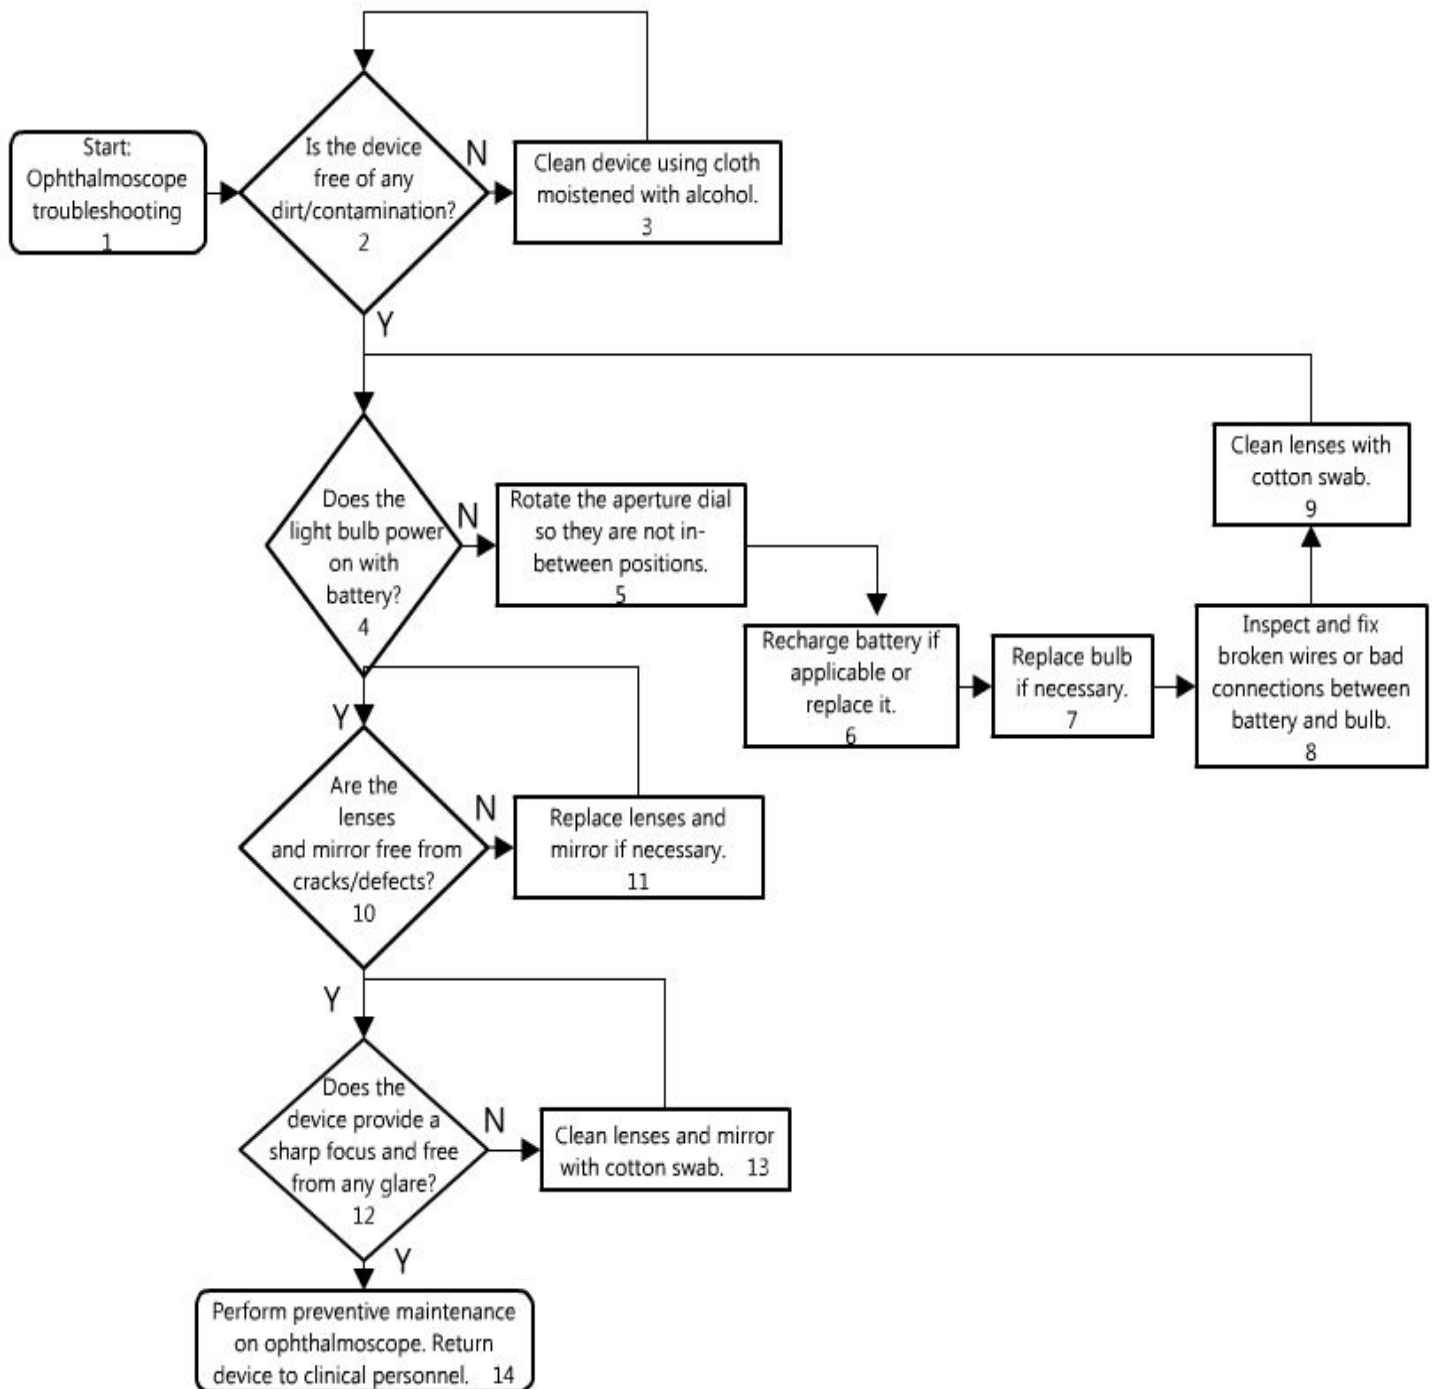 Start:
Ophthalmoscope
troubleshooting
1
Is the device
free of any
dirt/contamination?
2
N
Clean device using cloth
moistened with alcohol.
3
Y
Does the
light bulb power
on with
battery?
4
N
Rotate the aperture dial
so they are not in-
between positions.
5
Recharge battery if
applicable or
replace it.
6
Replace bulb
if necessary.
7
Inspect and fix
broken wires or bad
connections between
battery and bulb.
8
Clean lenses with
cotton swab.
9
Y
Are the
lenses
and mirror free from
cracks/defects?
10
N
Replace lenses and
mirror if necessary.
11
Y
Does the
device provide a
sharp focus and free
from any glare?
12
N
Clean lenses and mirror
with cotton swab. 13
Y
Perform preventive maintenance
on ophthalmoscope. Return
device to clinical personnel. 14